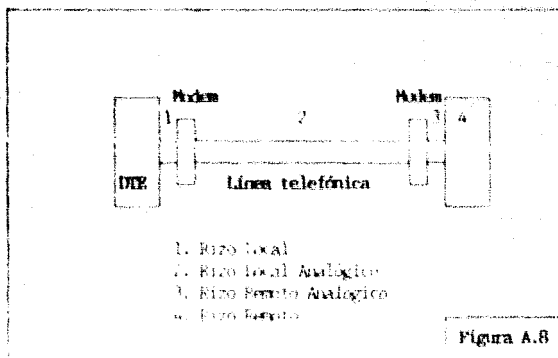 Modem Modem
1 2 3 4
DTE Línea telefónica
1. Rizo Local
2. Rizo Local Analógico
3. Rizo Remoto Analógico
4. Rizo Remoto
Figura A.8